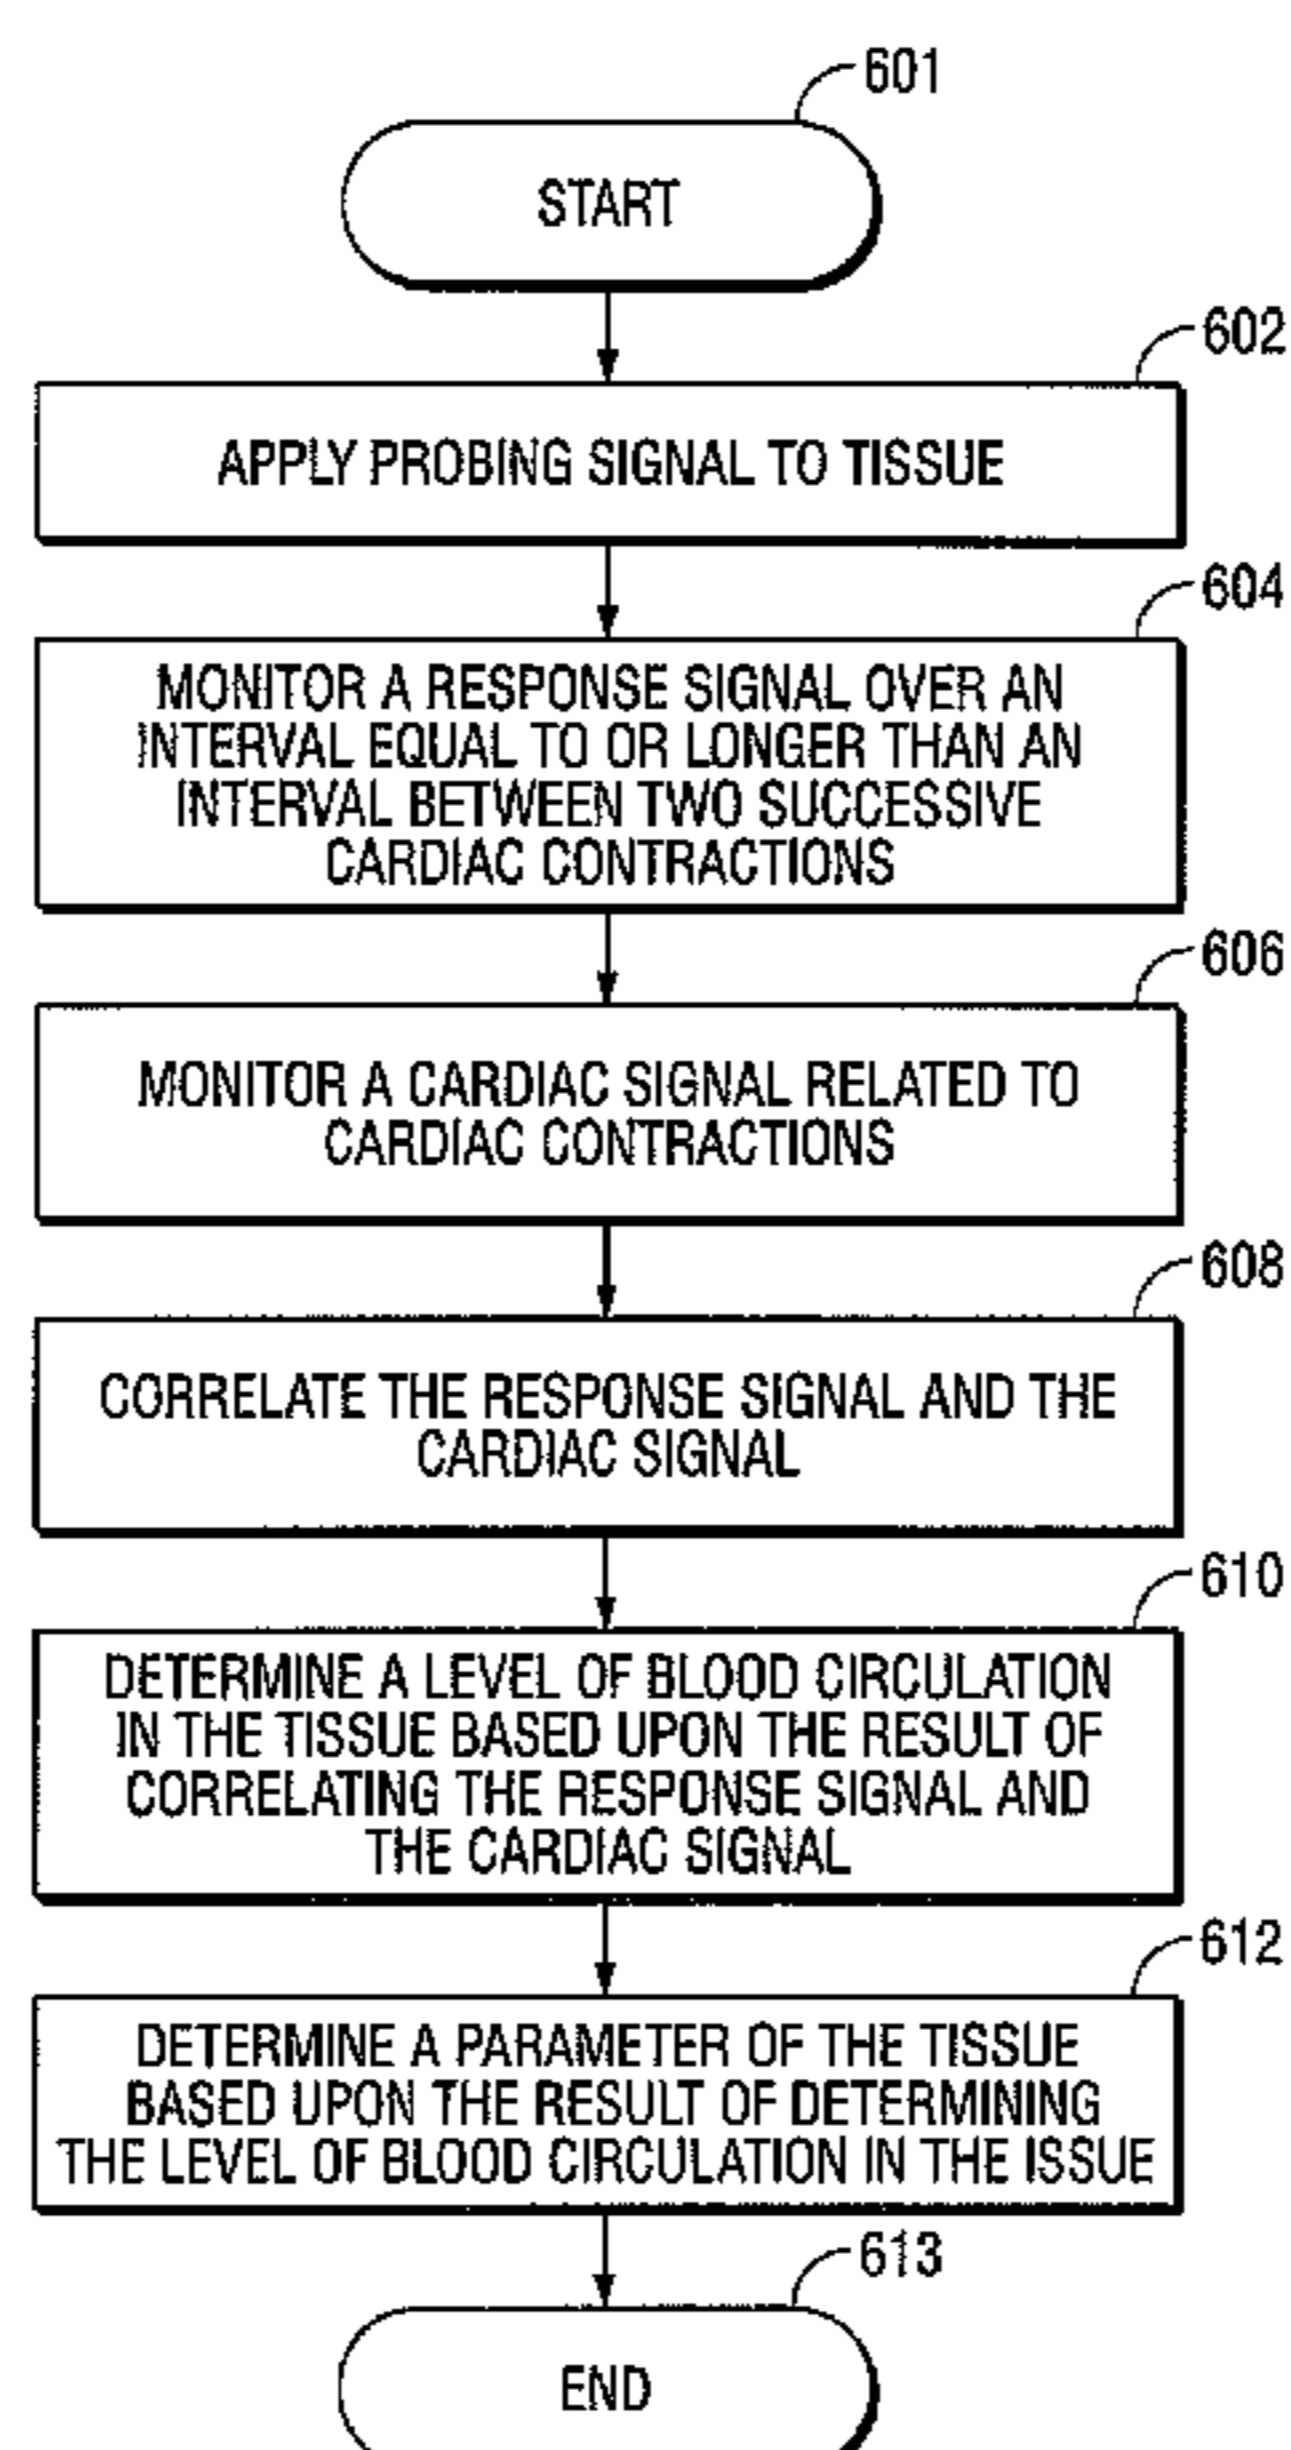 601
START
602
APPLY PROBING SIGNAL TO TISSUE
604
MONITOR A RESPONSE SIGNAL OVER AN
INTERVAL EQUAL TO OR LONGER THAN AN
INTERVAL BETWEEN TWO SUCCESSIVE
CARDIAC CONTRACTIONS
606
MONITOR A CARDIAC SIGNAL RELATED TO
CARDIAC CONTRACTIONS
608
CORRELATE THE RESPONSE SIGNAL AND THE
CARDIAC SIGNAL
610
DETERMINE A LEVEL OF BLOOD CIRCULATION
IN THE TISSUE BASED UPON THE RESULT OF
CORRELATING THE RESPONSE SIGNAL AND
THE CARDIAC SIGNAL
612
DETERMINE A PARAMETER OF THE TISSUE
BASED UPON THE RESULT OF DETERMINING
THE LEVEL OF BLOOD CIRCULATION IN THE ISSUE
613
END